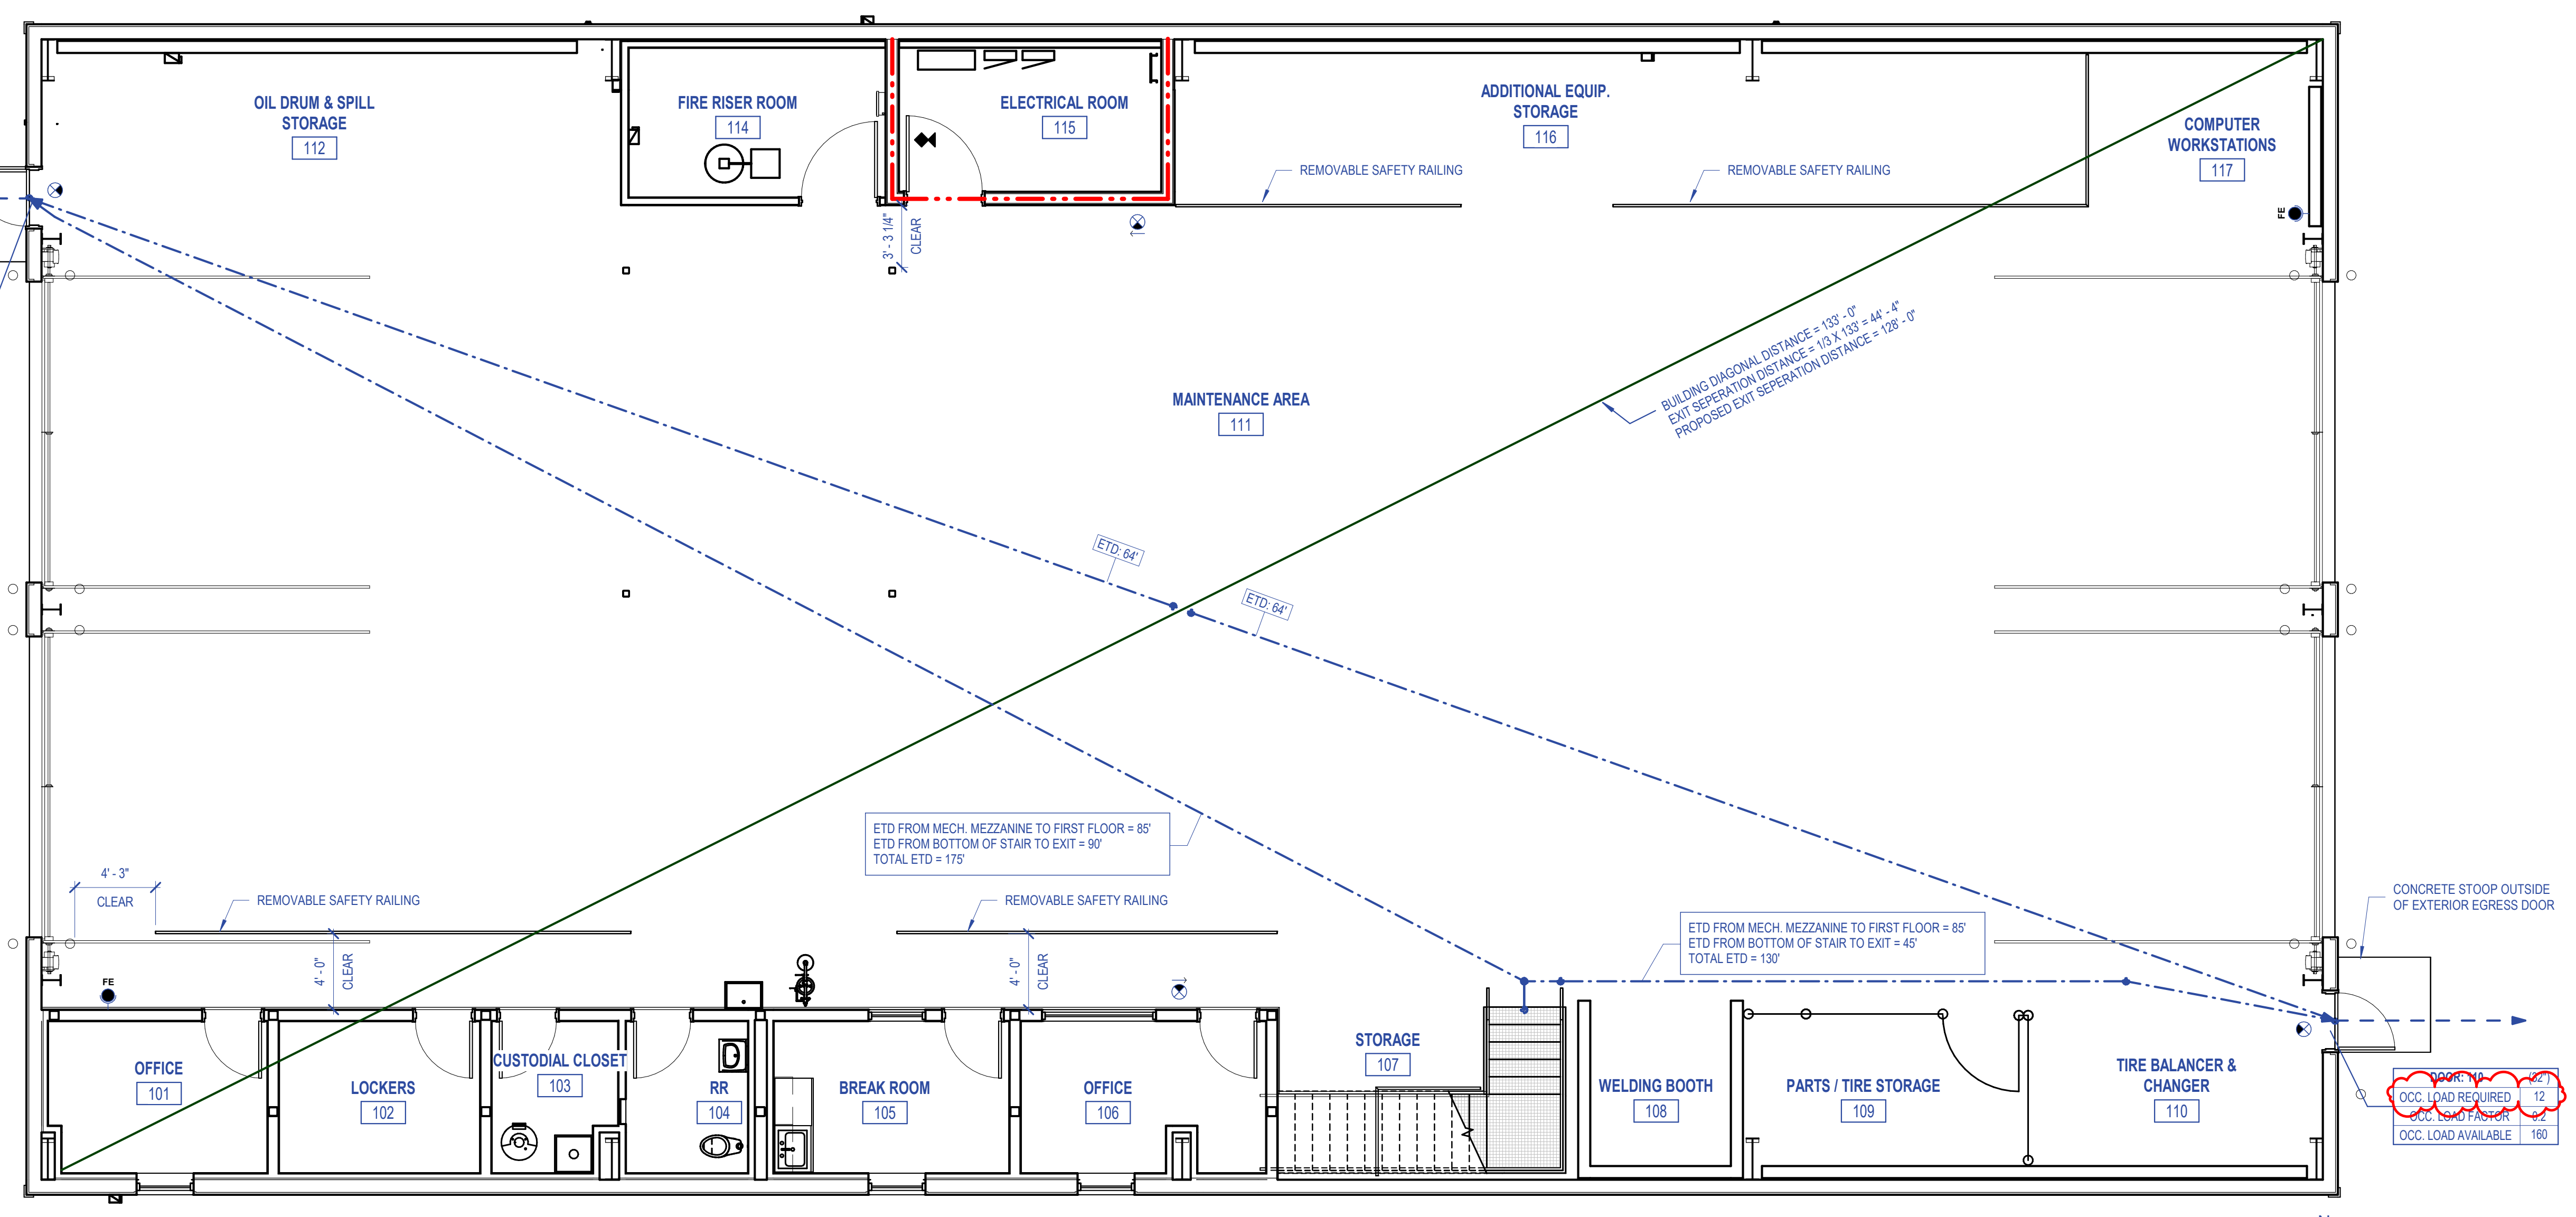 OIL DRUM & SPILL
STORAGE
112
FIRE RISER ROOM
114
ELECTRICAL ROOM
115
ADDITIONAL EQUIP.
STORAGE
116
COMPUTER
WORKSTATIONS
117
REMOVABLE SAFETY RAILING
REMOVABLE SAFETY RAILING
FE
3' - 3 1/4"
CLEAR
BUILDING DIAGONAL DISTANCE = 133' - 0"
EXIT SEPERATION DISTANCE = 1/3 X 133' = 44' - 4"
PROPOSED EXIT SEPERATION DISTANCE = 128' - 0"
MAINTENANCE AREA
111
ETD: 64'
ETD: 64'
ETD FROM MECH. MEZZANINE TO FIRST FLOOR = 85'
ETD FROM BOTTOM OF STAIR TO EXIT = 90'
TOTAL ETD = 175'
4' - 3"
CLEAR
REMOVABLE SAFETY RAILING
REMOVABLE SAFETY RAILING
4' - 0"
CLEAR
4' - 0"
CLEAR
ETD FROM MECH. MEZZANINE TO FIRST FLOOR = 85'
ETD FROM BOTTOM OF STAIR TO EXIT = 45'
TOTAL ETD = 130'
CONCRETE STOOP OUTSIDE
OF EXTERIOR EGRESS DOOR
FE
OFFICE
101
LOCKERS
102
CUSTODIAL CLOSET
103
RR
104
BREAK ROOM
105
OFFICE
106
STORAGE
107
WELDING BOOTH
108
PARTS / TIRE STORAGE
109
TIRE BALANCER &
CHANGER
110
DOOR: 110 (32")
OCC. LOAD REQUIRED 12
OCC. LOAD FACTOR 0.2
OCC. LOAD AVAILABLE 160